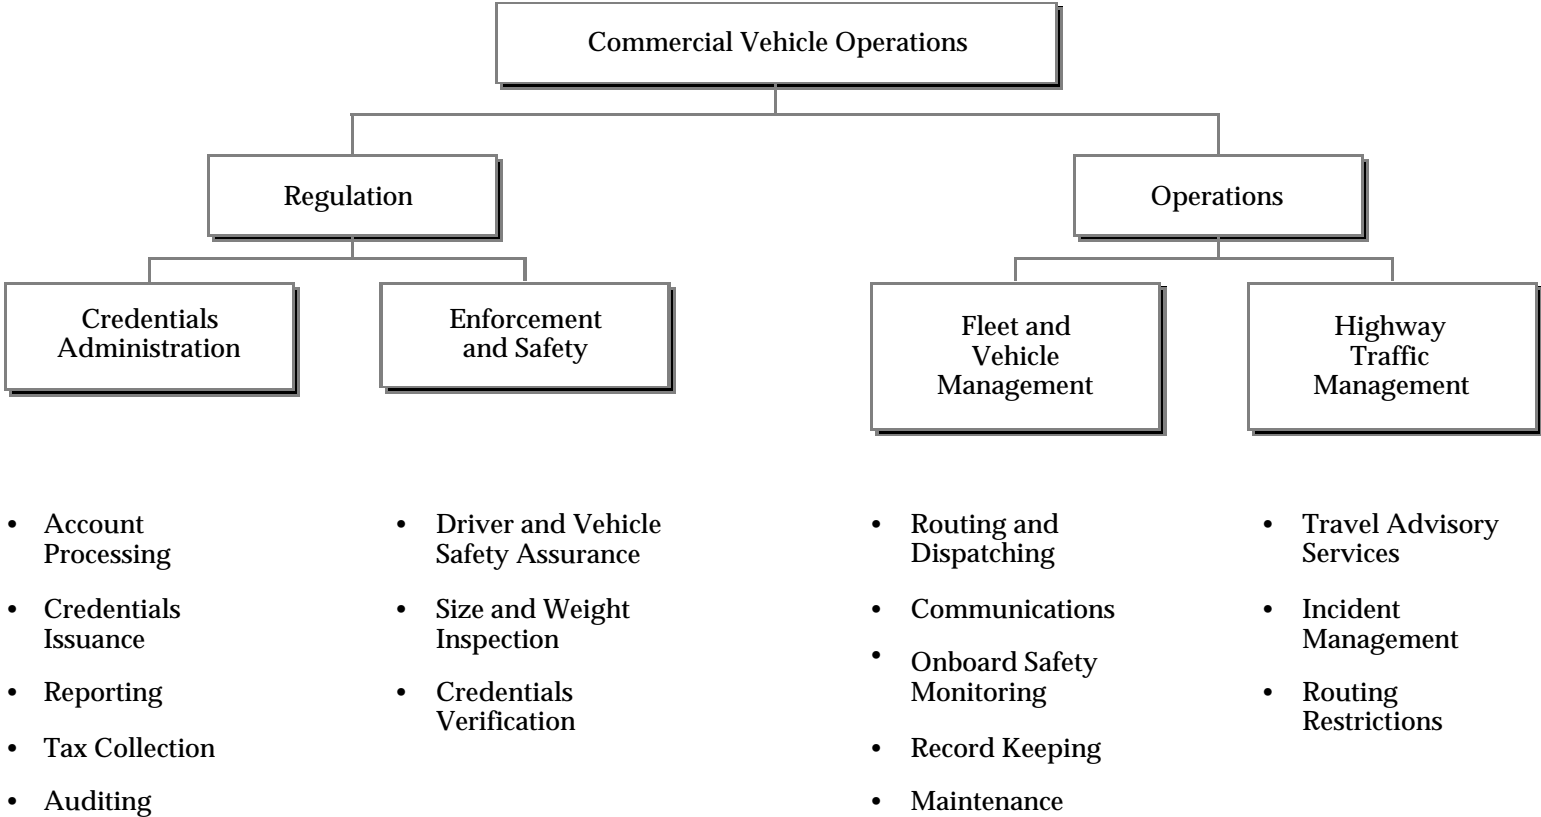 Commercial Vehicle Operations
Regulation
Operations
Credentials
Administration
Enforcement
and Safety
Fleet and
Vehicle
Management
Highway
Traffic
Management
• Account
Processing
• Credentials
Issuance
• Reporting
• Tax Collection
• Auditing
• Driver and Vehicle
Safety Assurance
• Size and Weight
Inspection
• Credentials
Verification
• Routing and
Dispatching
• Communications
• Onboard Safety
Monitoring
• Record Keeping
• Maintenance
• Travel Advisory
Services
• Incident
Management
• Routing
Restrictions